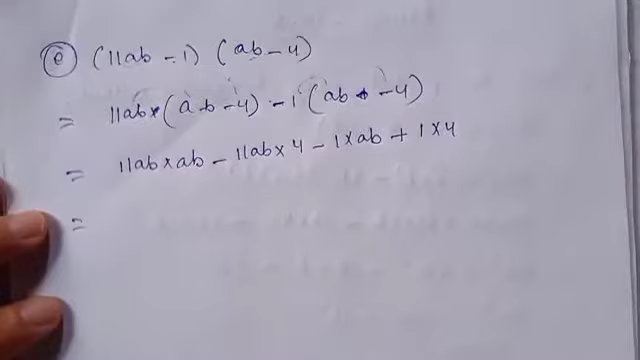 (e) (11ab - 1) (ab - 4)
= 11ab × (ab - 4) - 1 (ab - 4)
= 11ab × ab - 11ab × 4 - 1 × ab + 1 × 4
=